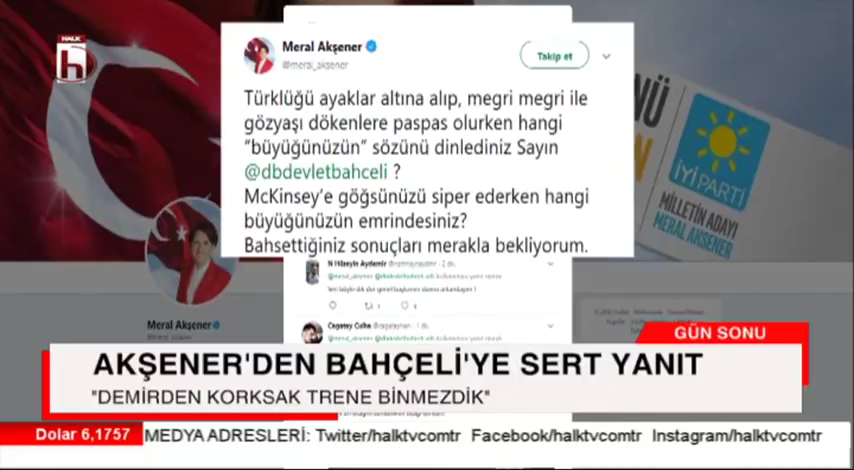 HALK
h
Meral Akşener
@meral_akşener
Takip et
Türklüğü ayaklar altına alıp, megri megri ile
gözyaşı dökenlere paspas olurken hangi
"büyüğünüzün" sözünü dinlediniz Sayın
@dbdevletbahceli ?
McKinsey'e göğsünüzü siper ederken hangi
büyüğünüzün emrindesiniz?
Bahsettiğiniz sonuçları merakla bekliyorum.
İYİ PARTİ
MİLLETİN ADAYI
MERAL AKŞENER
N Hüseyin Aydemir
Meral Akşener
GÜN SONU
AKŞENER'DEN BAHÇELİ'YE SERT YANIT
"DEMİRDEN KORKSAK TRENE BİNMEZDİK"
Dolar 6,1757 MEDYA ADRESLERİ: Twitter/halktvcomtr Facebook/halktvcomtr Instagram/halktvcomtr